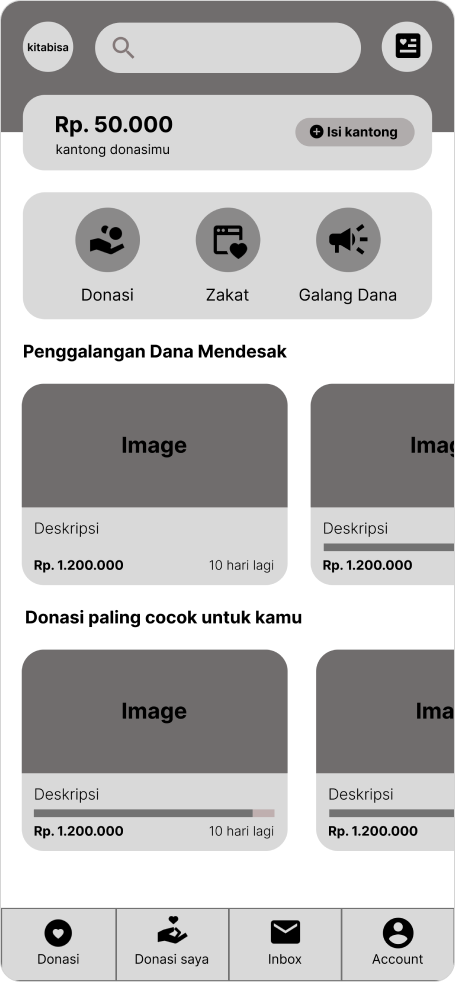 kitabisa
Rp. 50.000
kantong donasimu
Isi kantong
Donasi
Zakat
Galang Dana
Penggalangan Dana Mendesak
Image
Imag
Deskripsi
Deskripsi
Rp. 1.200.000
10 hari lagi
Rp. 1.200.000
Donasi paling cocok untuk kamu
Image
Ima
Deskripsi
Deskripsi
Rp. 1.200.000
10 hari lagi
Rp. 1.200.000
Donasi
Donasi saya
Inbox
Account